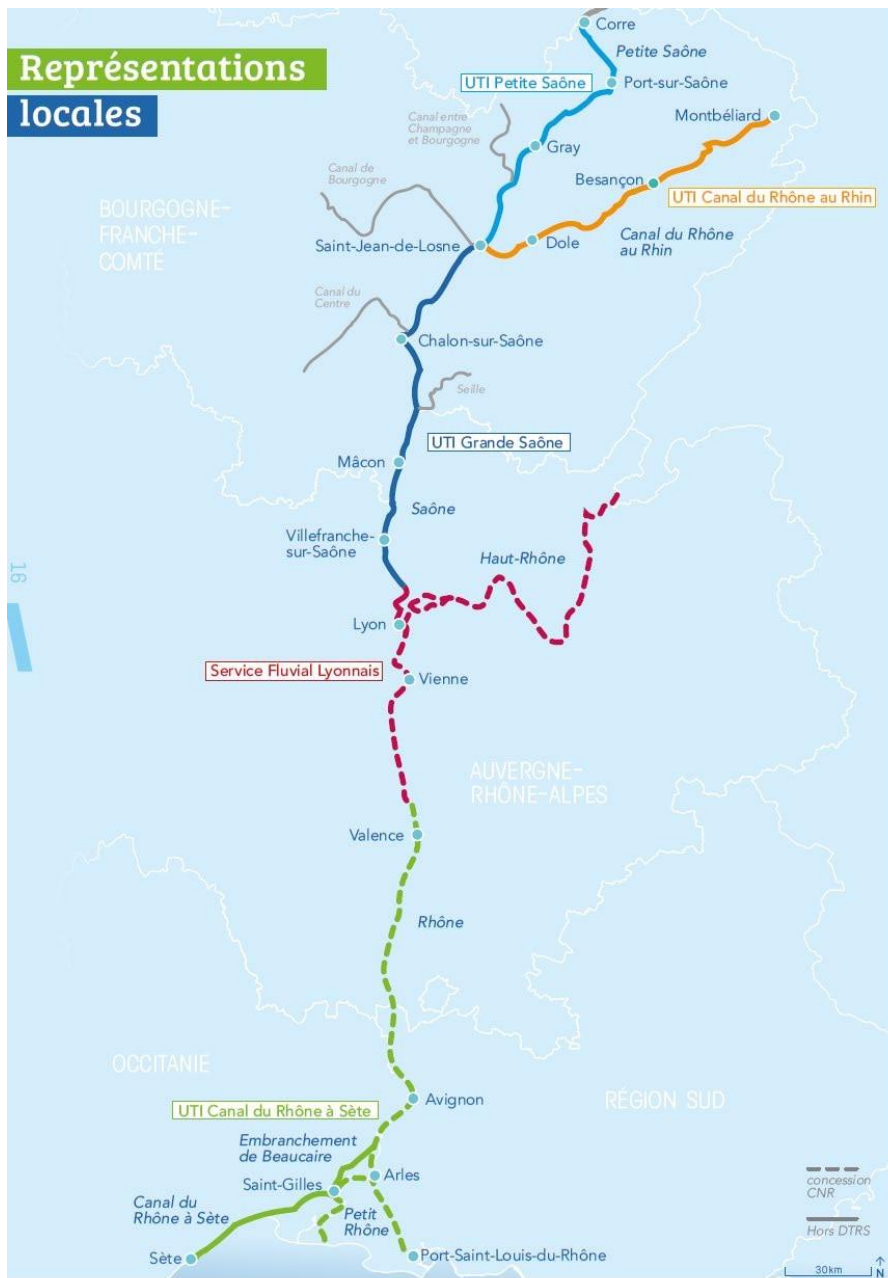 Représentations
locales
Corre
Petite Saône
UTI Petite Saône
Port-sur-Saône
Montbéliard
Canal entre
Champagne
et Bourgogne
Gray
Canal de
Bourgogne
Besançon
UTI Canal du Rhône au Rhin
BOURGOGNE-
FRANCHE-
COMTÉ
Saint-Jean-de-Losne
Dole
Canal du Rhône
au Rhin
Canal du
Centre
Chalon-sur-Saône
Seille
UTI Grande Saône
Mâcon
Saône
Villefranche-
sur-Saône
Haut-Rhône
16
Lyon
Service Fluvial Lyonnais
Vienne
AUVERGNE-
RHÔNE-ALPES
Valence
Rhône
OCCITANIE
Avignon
RÉGION SUD
UTI Canal du Rhône à Sète
Embranchement
de Beaucaire
Arles
Saint-Gilles
Canal du
Rhône à Sète
Petit
Rhône
Sète
Port-Saint-Louis-du-Rhône
concession
CNR
Hors DTRS
30km
N